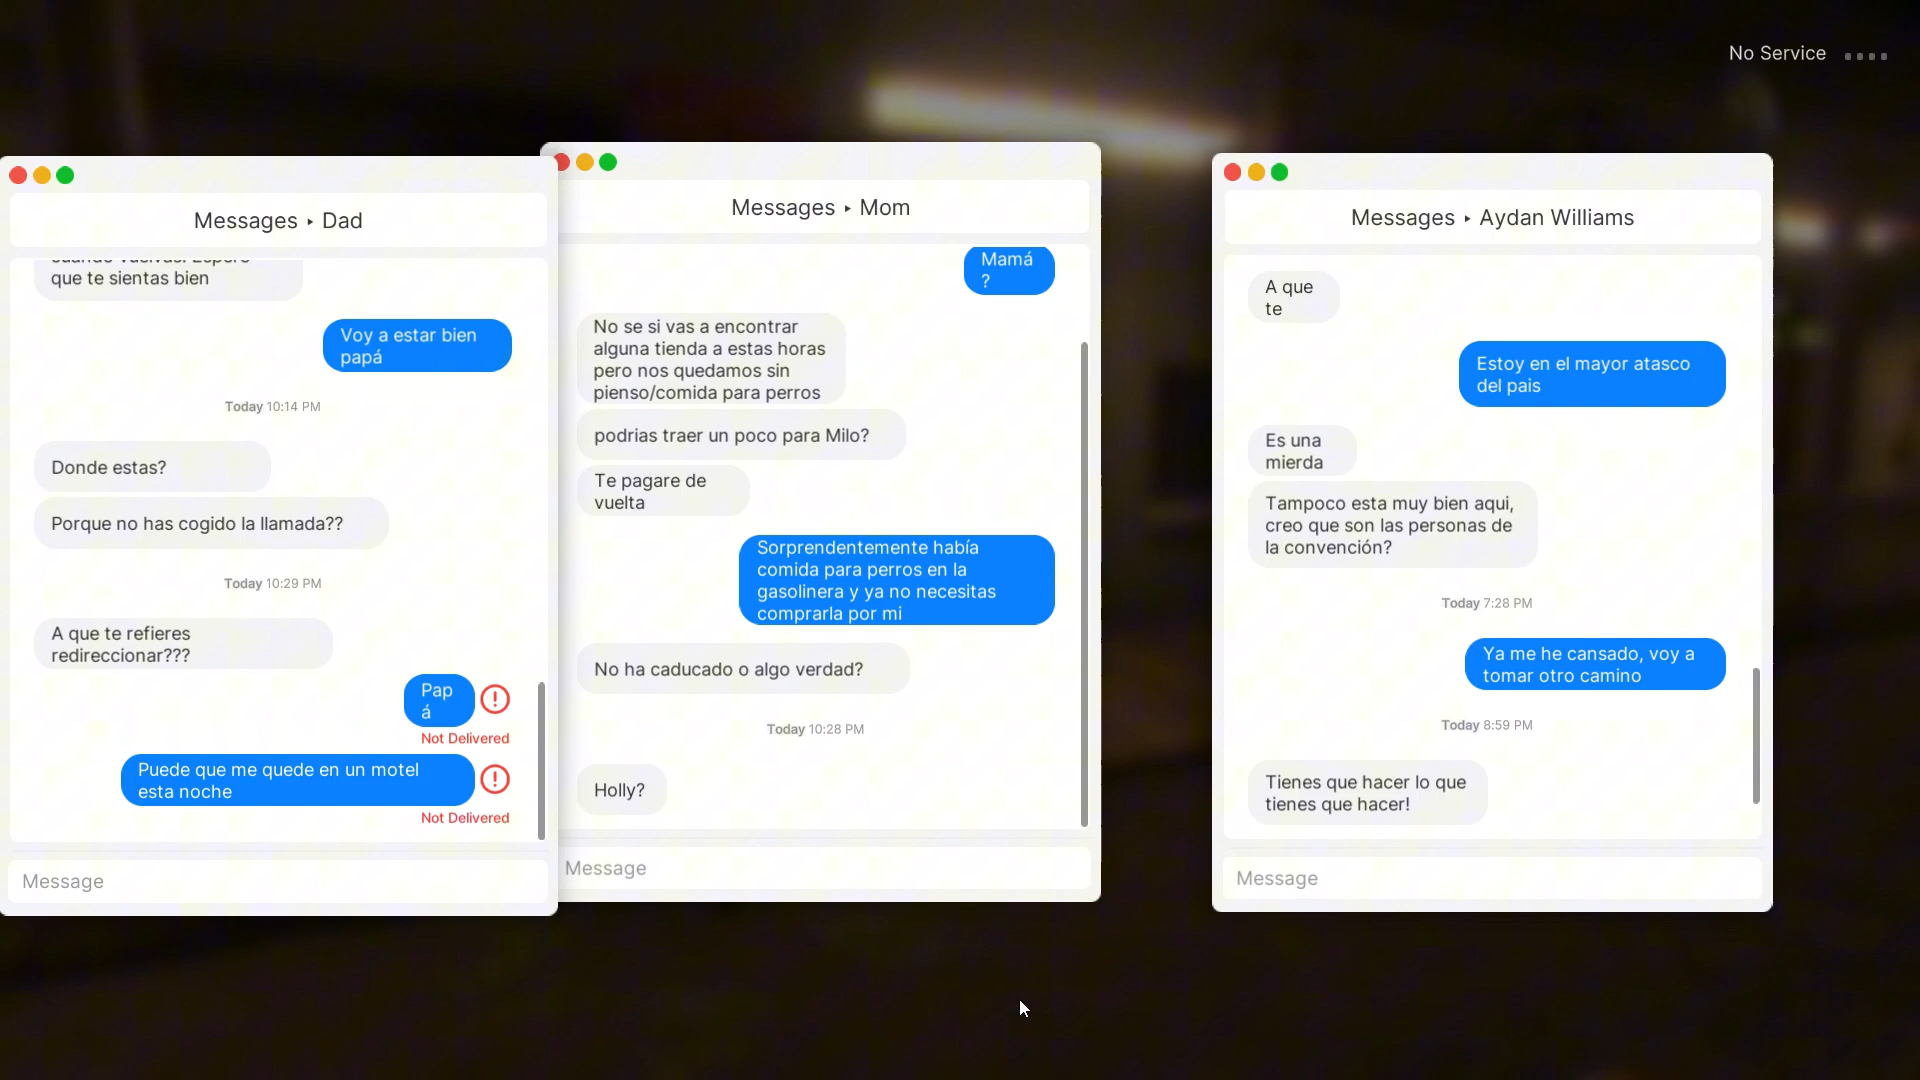 No Service
Messages ▸ Dad
cuando vuelvas. Espero
que te sientas bien
Voy a estar bien
papá
Today 10:14 PM
Donde estas?
Porque no has cogido la llamada??
Today 10:29 PM
A que te refieres
redireccionar???
Pap
á
Not Delivered
Puede que me quede en un motel
esta noche
Not Delivered
Message
Messages ▸ Mom
Mamá
?
No se si vas a encontrar
alguna tienda a estas horas
pero nos quedamos sin
pienso/comida para perros
podrias traer un poco para Milo?
Te pagare de
vuelta
Sorprendentemente había
comida para perros en la
gasolinera y ya no necesitas
comprarla por mi
No ha caducado o algo verdad?
Today 10:28 PM
Holly?
Message
Messages ▸ Aydan Williams
A que
te
Estoy en el mayor atasco
del pais
Es una
mierda
Tampoco esta muy bien aqui,
creo que son las personas de
la convención?
Today 7:28 PM
Ya me he cansado, voy a
tomar otro camino
Today 8:59 PM
Tienes que hacer lo que
tienes que hacer!
Message